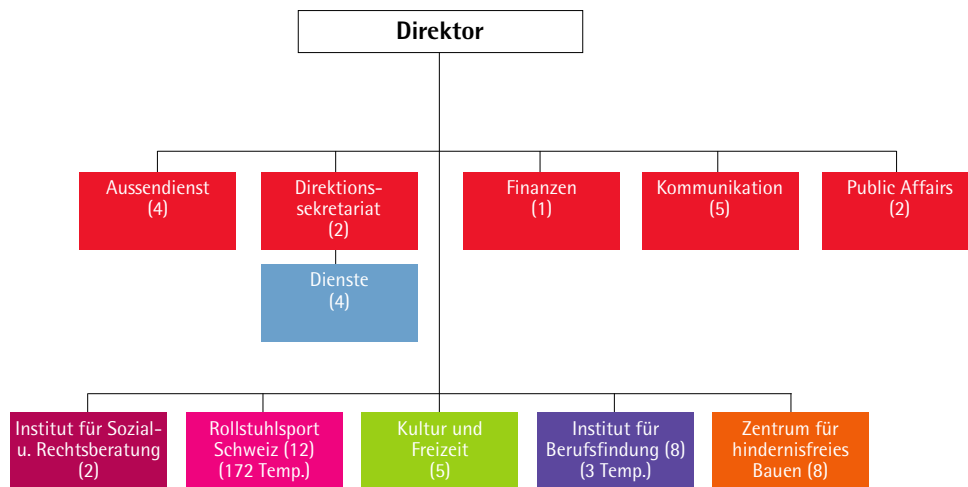 Direktor
Aussendienst
(4)
Direktions-
sekretariat
(2)
Finanzen
(1)
Kommunikation
(5)
Public Affairs
(2)
Dienste
(4)
Institut für Sozial-
u. Rechtsberatung
(2)
Rollstuhlsport
Schweiz (12)
(172 Temp.)
Kultur und
Freizeit
(5)
Institut für
Berufsfindung (8)
(3 Temp.)
Zentrum für
hindernisfreies
Bauen (8)